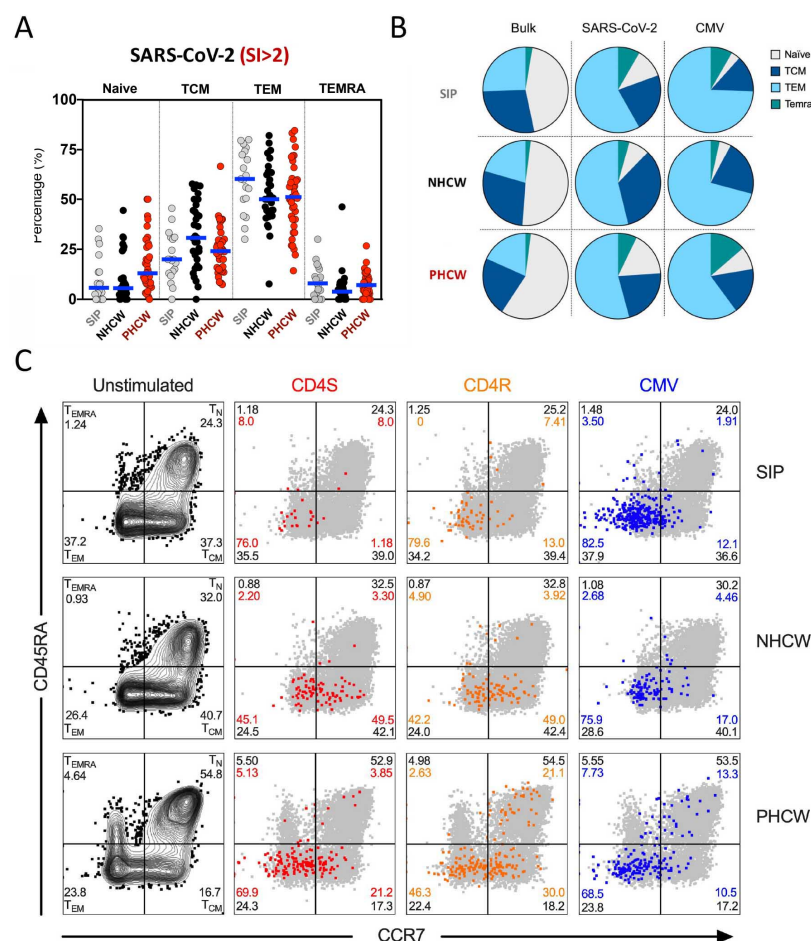 A
SARS-CoV-2 (SI>2)
Naive TCM TEM TEMRA
Percentage (%)
100
75
50
25
0
SIP NHCW PHCW SIP NHCW PHCW SIP NHCW PHCW SIP NHCW PHCW
B
Bulk SARS-CoV-2 CMV
SIP
NHCW
PHCW
Naïve
TCM
TEM
Temra
C
Unstimulated CD4S CD4R CMV
TEMRA TN
1.24 24.3
37.2 37.3
TEM TCM
1.18 24.3
8.0 8.0
76.0 1.18
35.5 39.0
1.25 25.2
0 7.41
79.6 13.0
34.2 39.4
1.48 24.0
3.50 1.91
82.5 12.1
37.9 36.6
SIP
TEMRA TN
0.93 32.0
26.4 40.7
TEM TCM
0.88 32.5
2.20 3.30
45.1 49.5
24.5 42.1
0.87 32.8
4.90 3.92
42.2 49.0
24.0 42.4
1.08 30.2
2.68 4.46
75.9 17.0
28.6 40.1
NHCW
TEMRA TN
4.64 54.8
23.8 16.7
TEM TCM
5.50 52.9
5.13 3.85
69.9 21.2
24.3 17.3
4.98 54.5
2.63 21.1
46.3 30.0
22.4 18.2
5.55 53.5
7.73 13.3
68.5 10.5
23.8 17.2
PHCW
CD45RA
CCR7